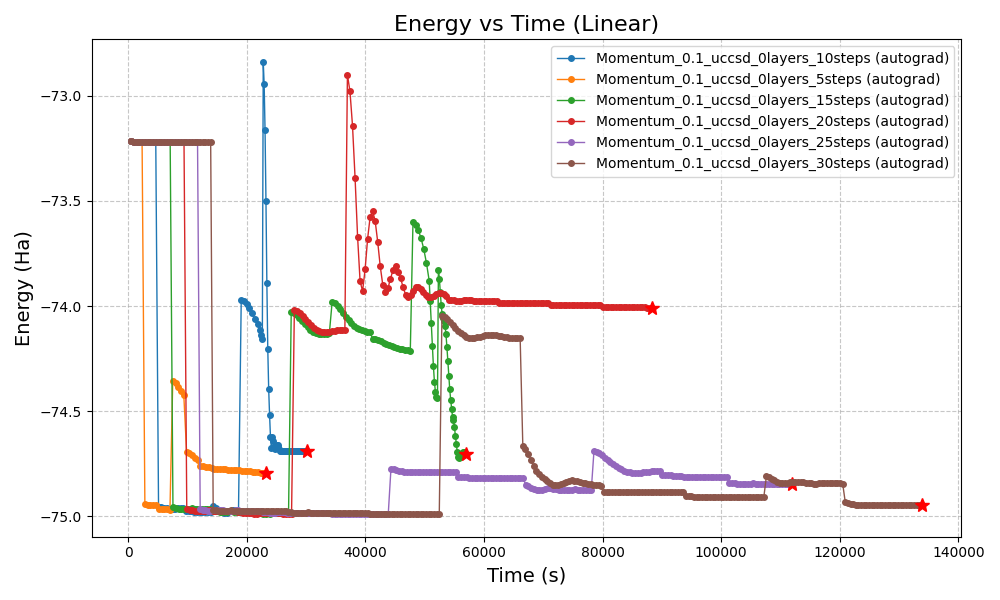 Energy vs Time (Linear)
Energy (Ha)
−73.0
−73.5
−74.0
−74.5
−75.0
Momentum_0.1_uccsd_0layers_10steps (autograd)
Momentum_0.1_uccsd_0layers_5steps (autograd)
Momentum_0.1_uccsd_0layers_15steps (autograd)
Momentum_0.1_uccsd_0layers_20steps (autograd)
Momentum_0.1_uccsd_0layers_25steps (autograd)
Momentum_0.1_uccsd_0layers_30steps (autograd)
0 20000 40000 60000 80000 100000 120000 140000
Time (s)